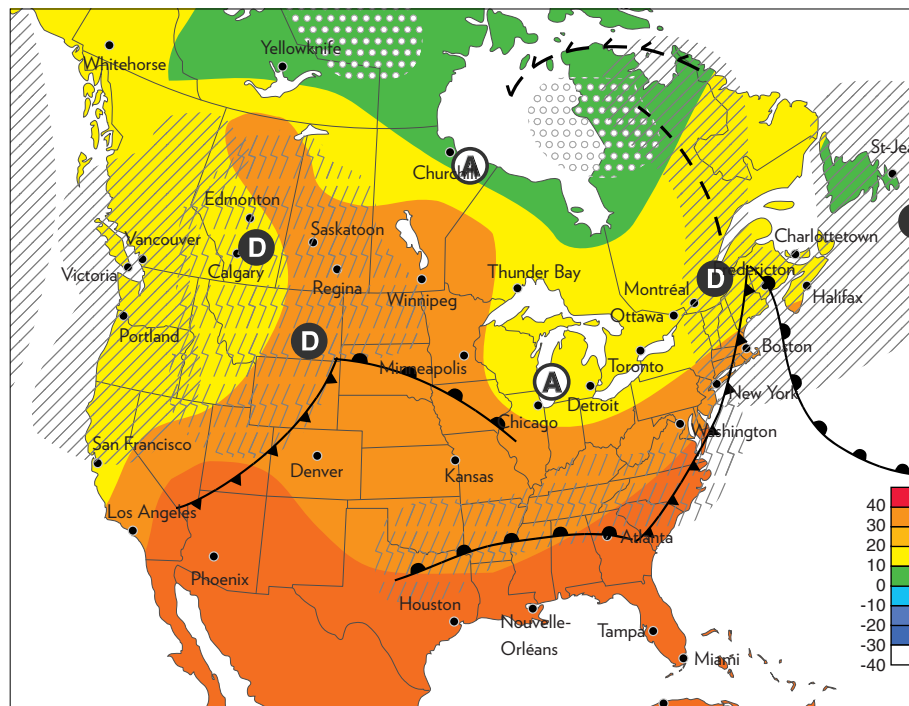 Whitehorse
Yellowknife
A
Churchill
St-Jea
Edmonton
Saskatoon
D
Vancouver
Calgary
Victoria
Regina
Winnipeg
Thunder Bay
Charlottetown
D
Fredericton
Montréal
Halifax
Ottawa
Portland
D
Minneapolis
Toronto
Boston
A
Detroit
New York
Chicago
Washington
San Francisco
Denver
Kansas
Los Angeles
Atlanta
Phoenix
Houston
Nouvelle-
Orléans
Tampa
Miami
40
30
20
10
0
-10
-20
-30
-40